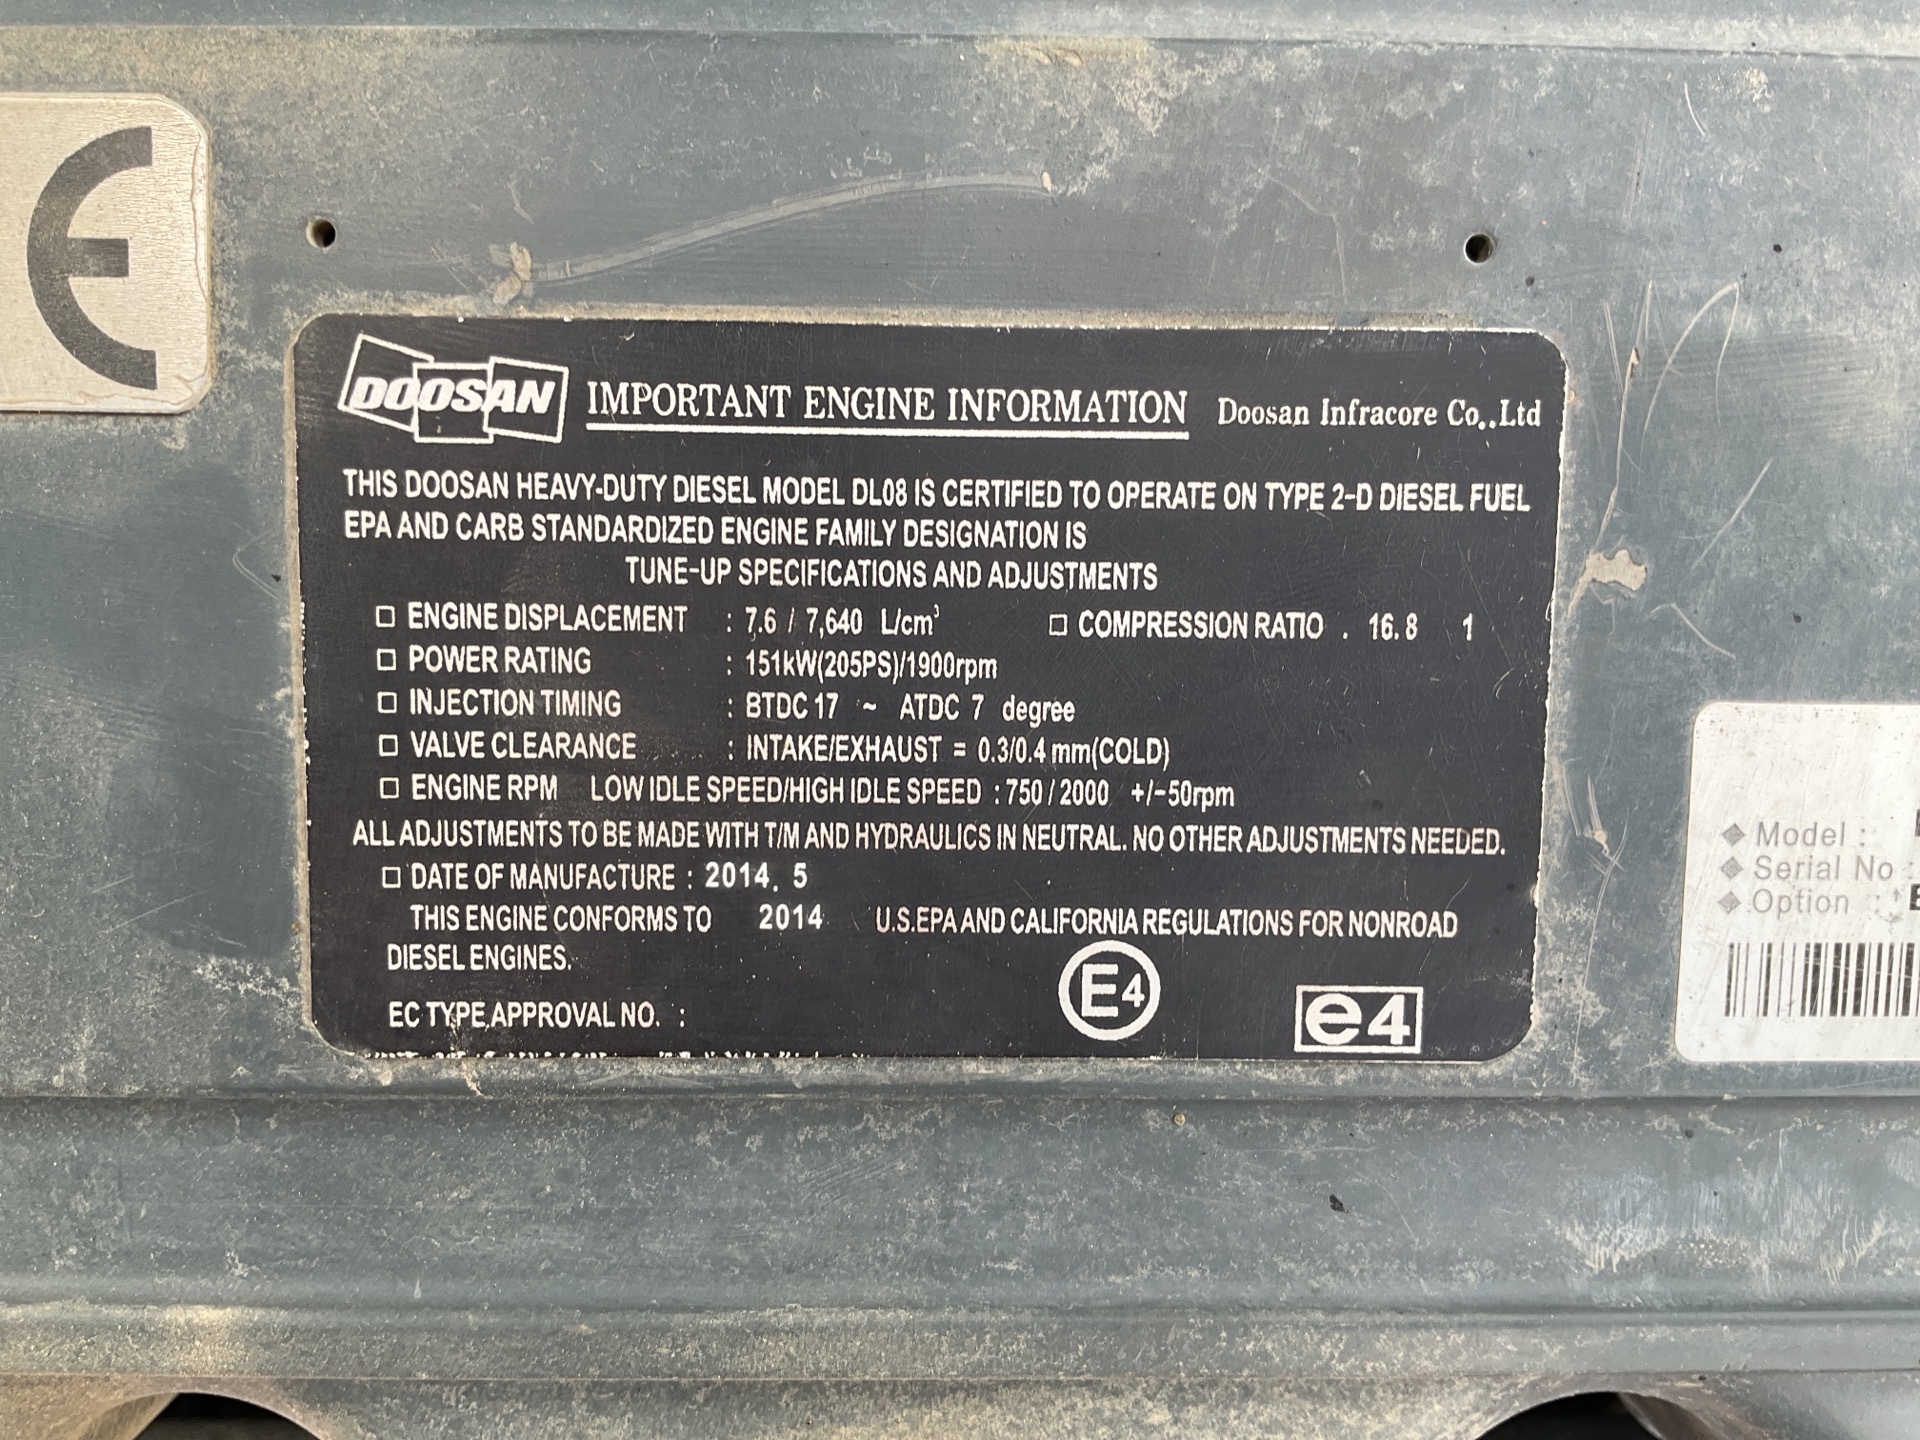 CE
DOOSAN IMPORTANT ENGINE INFORMATION Doosan Infracore Co.,Ltd
THIS DOOSAN HEAVY-DUTY DIESEL MODEL DL08 IS CERTIFIED TO OPERATE ON TYPE 2-D DIESEL FUEL
EPA AND CARB STANDARDIZED ENGINE FAMILY DESIGNATION IS
TUNE-UP SPECIFICATIONS AND ADJUSTMENTS
□ ENGINE DISPLACEMENT : 7.6 / 7,640 L/cm³ □ COMPRESSION RATIO . 16.8 1
□ POWER RATING : 151kW(205PS)/1900rpm
□ INJECTION TIMING : BTDC 17 ~ ATDC 7 degree
□ VALVE CLEARANCE : INTAKE/EXHAUST = 0.3/0.4 mm(COLD)
□ ENGINE RPM LOW IDLE SPEED/HIGH IDLE SPEED : 750 / 2000 +/-50rpm
ALL ADJUSTMENTS TO BE MADE WITH T/M AND HYDRAULICS IN NEUTRAL. NO OTHER ADJUSTMENTS NEEDED.
□ DATE OF MANUFACTURE : 2014. 5
THIS ENGINE CONFORMS TO 2014 U.S.EPA AND CALIFORNIA REGULATIONS FOR NONROAD
DIESEL ENGINES.
EC TYPE APPROVAL NO. :
E4
e4
◆ Model :
◆ Serial No :
◆ Option :